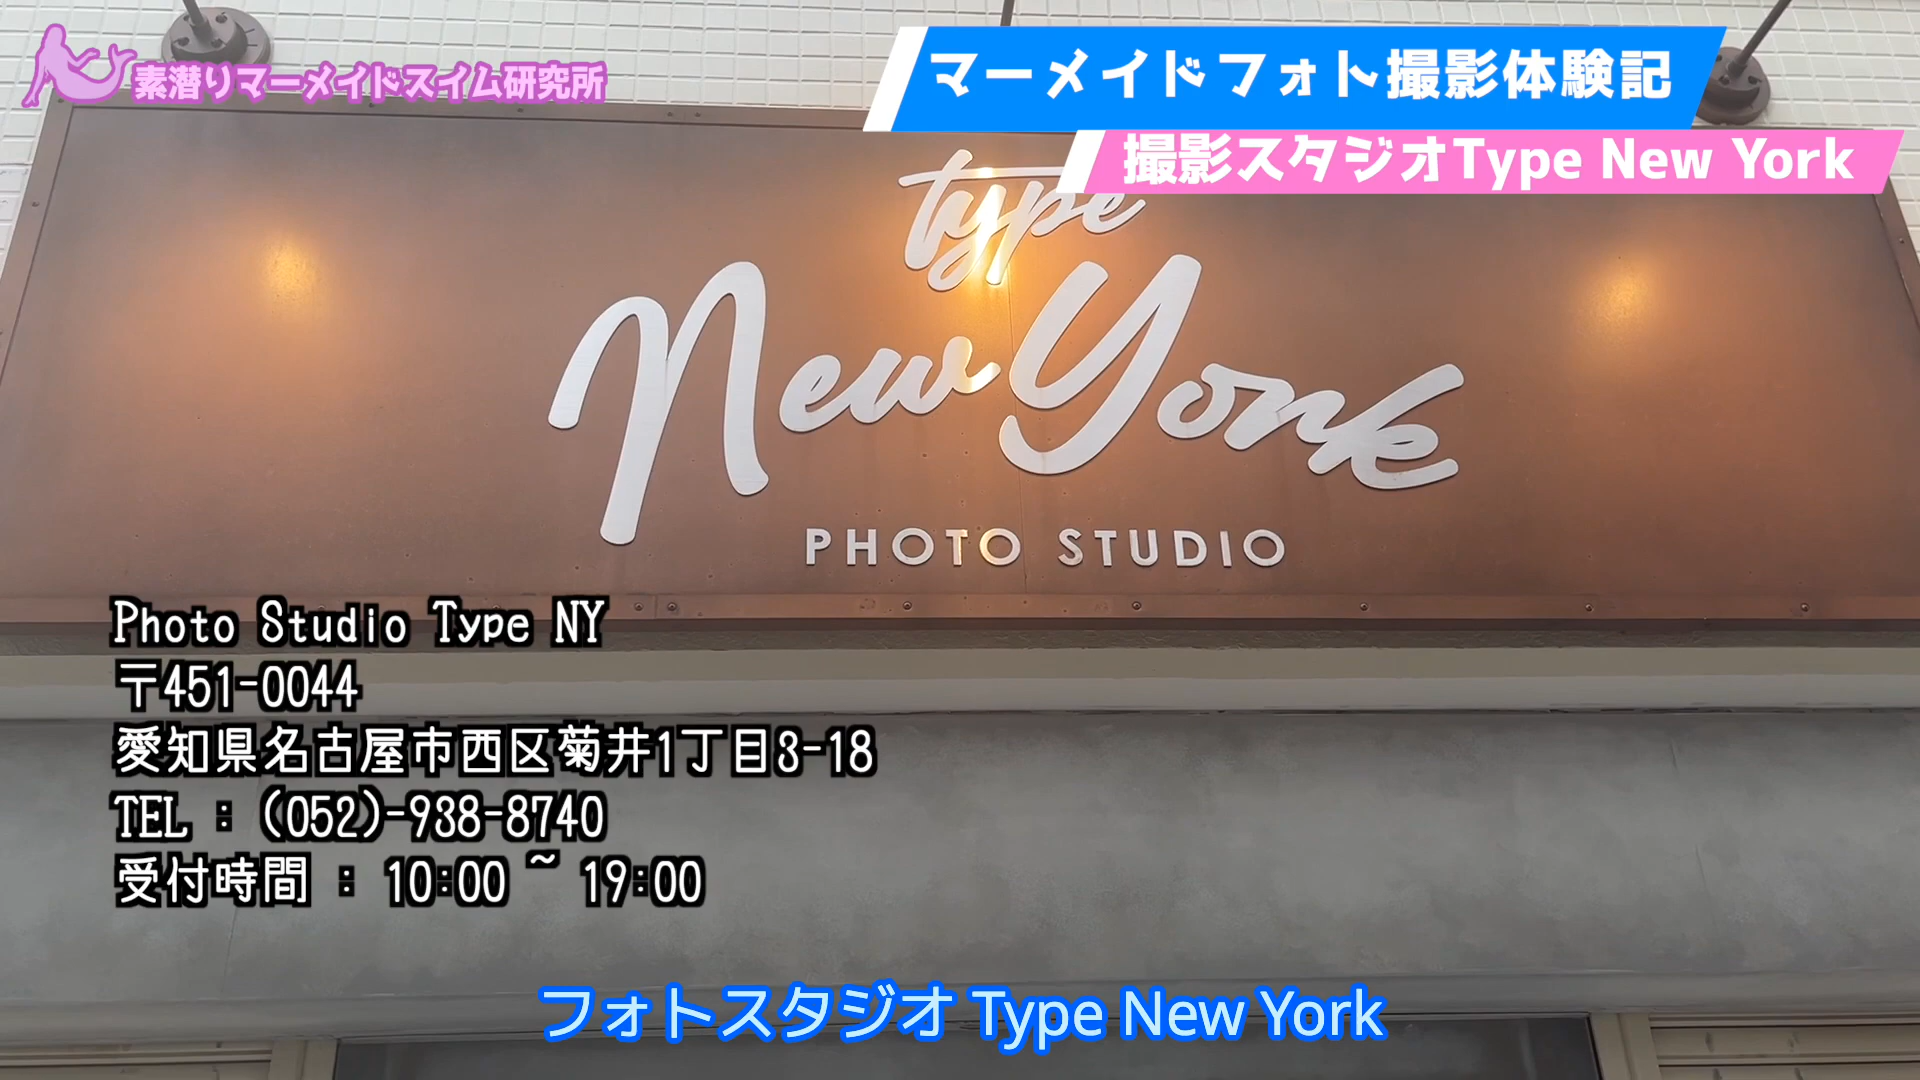 素潜りマーメイドスイム研究所
マーメイドフォト撮影体験記
撮影スタジオType New York
type
New York
PHOTO STUDIO
Photo Studio Type NY
〒451-0044
愛知県名古屋市西区菊井1丁目3-18
TEL : (052)-938-8740
受付時間 : 10:00 ~ 19:00
フォトスタジオ Type New York